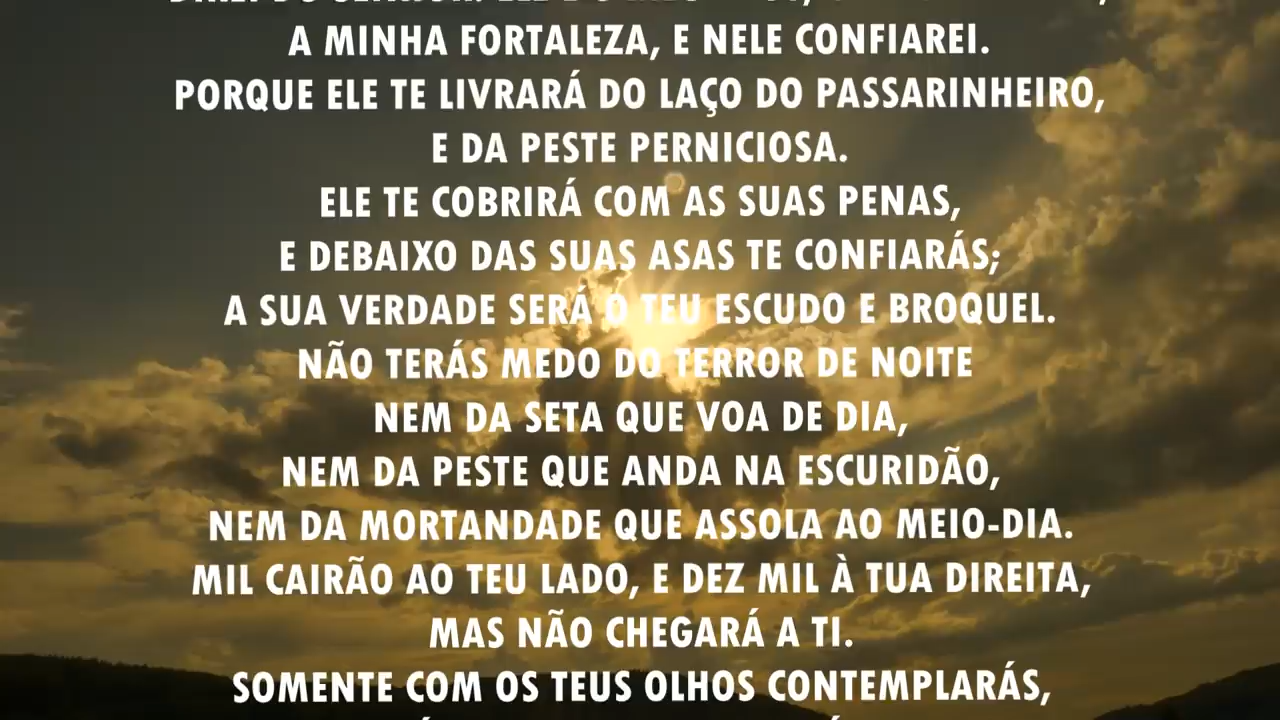 A MINHA FORTALEZA, E NELE CONFIAREI.
PORQUE ELE TE LIVRARÁ DO LAÇO DO PASSARINHEIRO,
E DA PESTE PERNICIOSA.
ELE TE COBRIRÁ COM AS SUAS PENAS,
E DEBAIXO DAS SUAS ASAS TE CONFIARÁS;
A SUA VERDADE SERÁ O TEU ESCUDO E BROQUEL.
NÃO TERÁS MEDO DO TERROR DE NOITE
NEM DA SETA QUE VOA DE DIA,
NEM DA PESTE QUE ANDA NA ESCURIDÃO,
NEM DA MORTANDADE QUE ASSOLA AO MEIO-DIA.
MIL CAIRÃO AO TEU LADO, E DEZ MIL À TUA DIREITA,
MAS NÃO CHEGARÁ A TI.
SOMENTE COM OS TEUS OLHOS CONTEMPLARÁS,